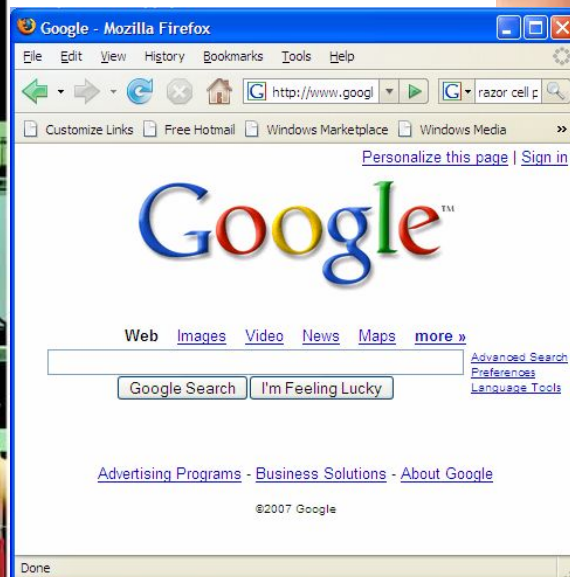 Google - Mozilla Firefox
File Edit View History Bookmarks Tools Help
http://www.googl razor cell p
Customize Links Free Hotmail Windows Marketplace Windows Media »
Personalize this page | Sign in
Google™
Web Images Video News Maps more »
Advanced Search
Preferences
Language Tools
Google Search I'm Feeling Lucky
Advertising Programs - Business Solutions - About Google
©2007 Google
Done